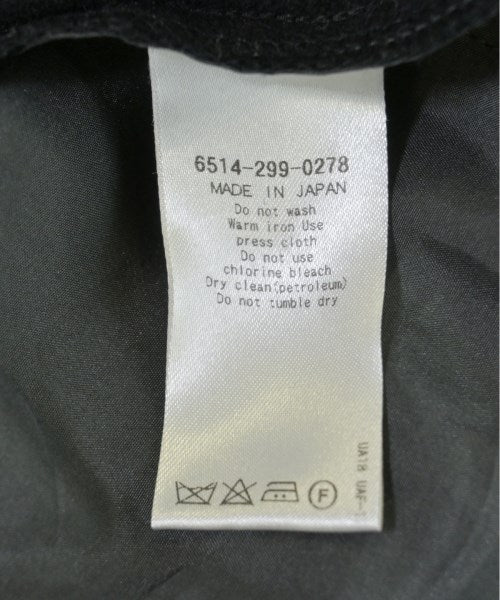 6514-299-0278
MADE IN JAPAN
Do not wash
Warm iron Use
press cloth
Do not use
chlorine bleach
Dry clean(petroleum)
Do not tumble dry
F
UA18